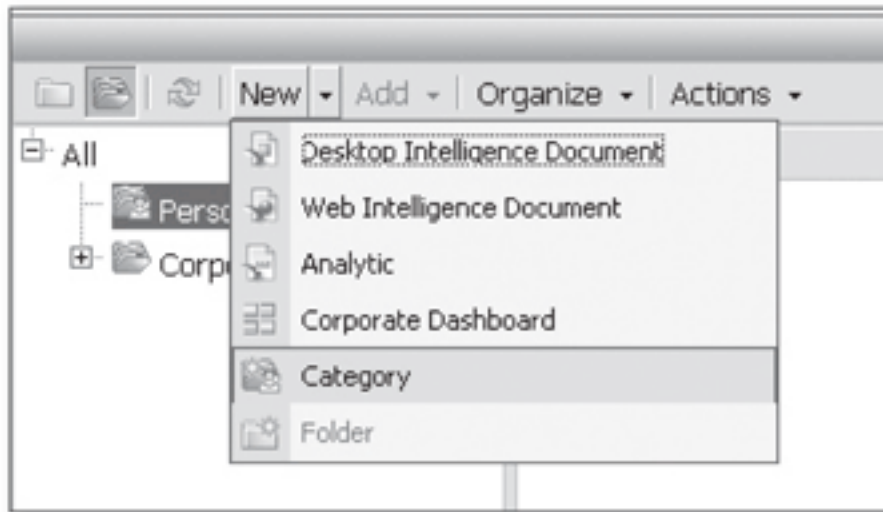 New Add Organize Actions
All
Desktop Intelligence Document
Web Intelligence Document
Analytic
Corporate Dashboard
Category
Folder